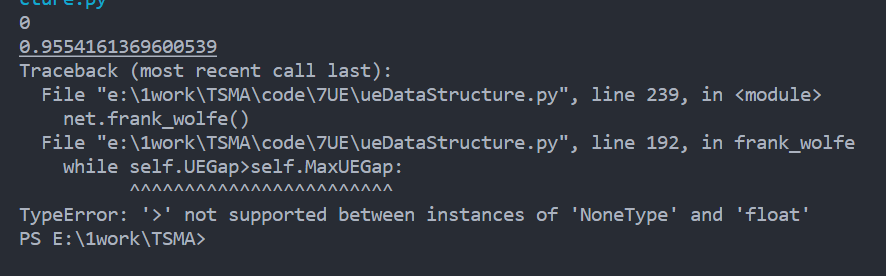 cture.py
0
0.9554161369600539
Traceback (most recent call last):
  File "e:\1work\TSMA\code\7UE\ueDataStructure.py", line 239, in <module>
    net.frank_wolfe()
  File "e:\1work\TSMA\code\7UE\ueDataStructure.py", line 192, in frank_wolfe
    while self.UEGap>self.MaxUEGap:
          ^^^^^^^^^^^^^^^^^^^^^^^^
TypeError: '>' not supported between instances of 'NoneType' and 'float'
PS E:\1work\TSMA>